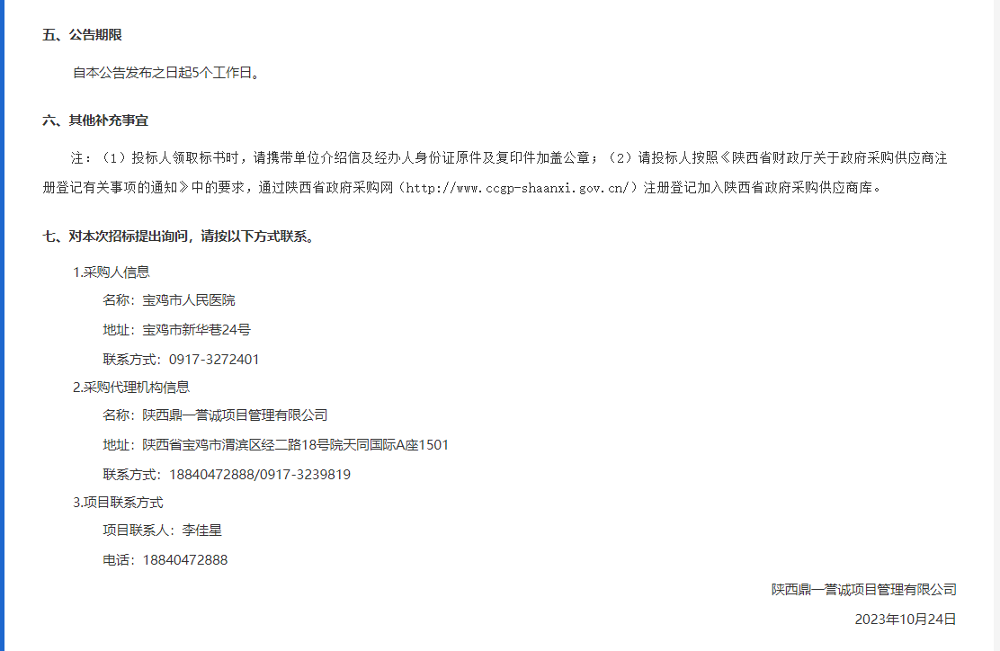 五、公告期限
自本公告发布之日起5个工作日。
六、其他补充事宜
注：（1）投标人领取标书时，请携带单位介绍信及经办人身份证原件及复印件加盖公章；（2）请投标人按照《陕西省财政厅关于政府采购供应商注
册登记有关事项的通知》中的要求，通过陕西省政府采购网（http://www.ccgp-shaanxi.gov.cn/）注册登记加入陕西省政府采购供应商库。
七、对本次招标提出询问，请按以下方式联系。
1.采购人信息
名称：宝鸡市人民医院
地址：宝鸡市新华巷24号
联系方式：0917-3272401
2.采购代理机构信息
名称：陕西鼎一誉诚项目管理有限公司
地址：陕西省宝鸡市渭滨区经二路18号院天同国际A座1501
联系方式：18840472888/0917-3239819
3.项目联系方式
项目联系人：李佳星
电话：18840472888
陕西鼎一誉诚项目管理有限公司
2023年10月24日